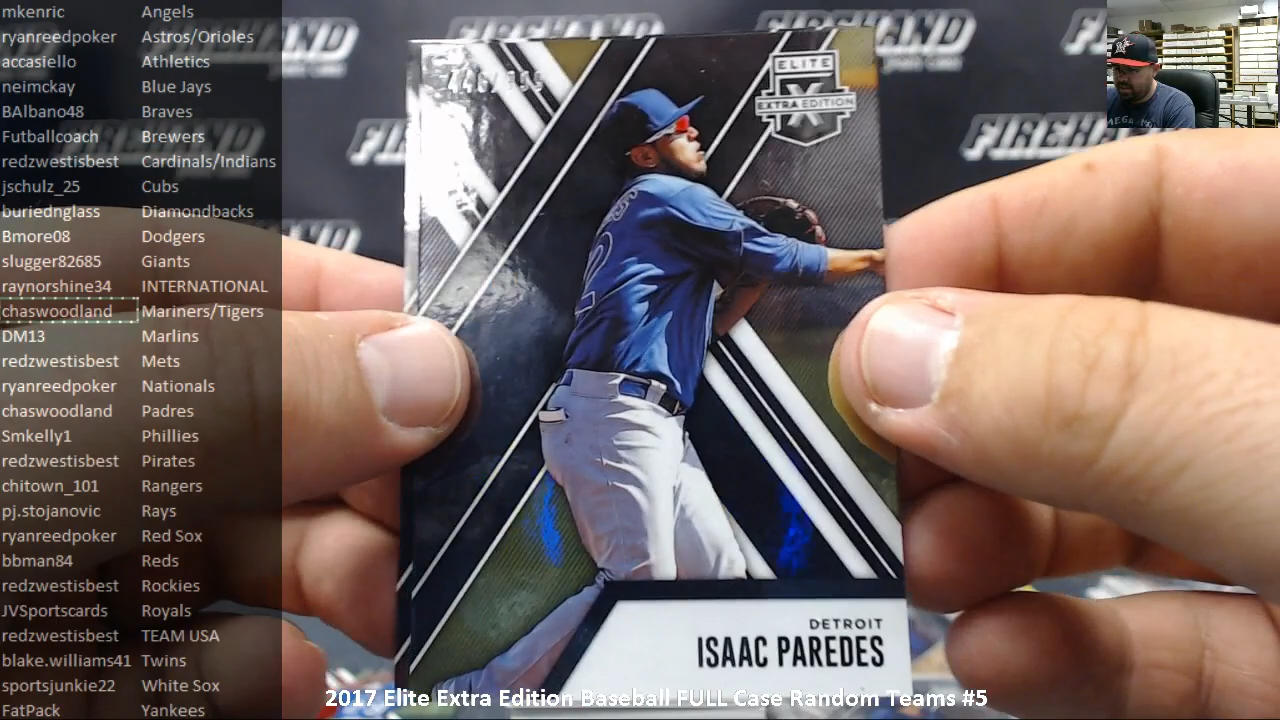 mkenric Angels
ryanreedpoker Astros/Orioles
accasiello Athletics
neimckay Blue Jays
BAlbano48 Braves
Futballcoach Brewers
redzwestisbest Cardinals/Indians
jschulz_25 Cubs
buriednglass Diamondbacks
Bmore08 Dodgers
slugger82685 Giants
raynorshine34 INTERNATIONAL
chaswoodland Mariners/Tigers
DM13 Marlins
redzwestisbest Mets
ryanreedpoker Nationals
chaswoodland Padres
Smkelly1 Phillies
redzwestisbest Pirates
chitown_101 Rangers
pj.stojanovic Rays
ryanreedpoker Red Sox
bbman84 Reds
redzwestisbest Rockies
JVSportscards Royals
redzwestisbest TEAM USA
blake.williams41 Twins
sportsjunkie22 White Sox
FatPack Yankees
FIREHAND
ELITE
X
EXTRA EDITION
2
DETROIT
ISAAC PAREDES
2017 Elite Extra Edition Baseball FULL Case Random Teams #5